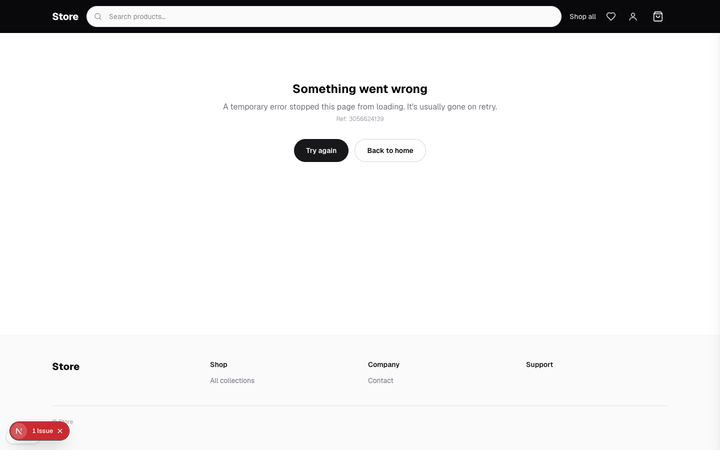 Store
Search products...
Shop all
Something went wrong
A temporary error stopped this page from loading. It's usually gone on retry.
Ref: 3056624139
Try again
Back to home
Store
Shop
Company
Support
All collections
Contact
N
1 Issue